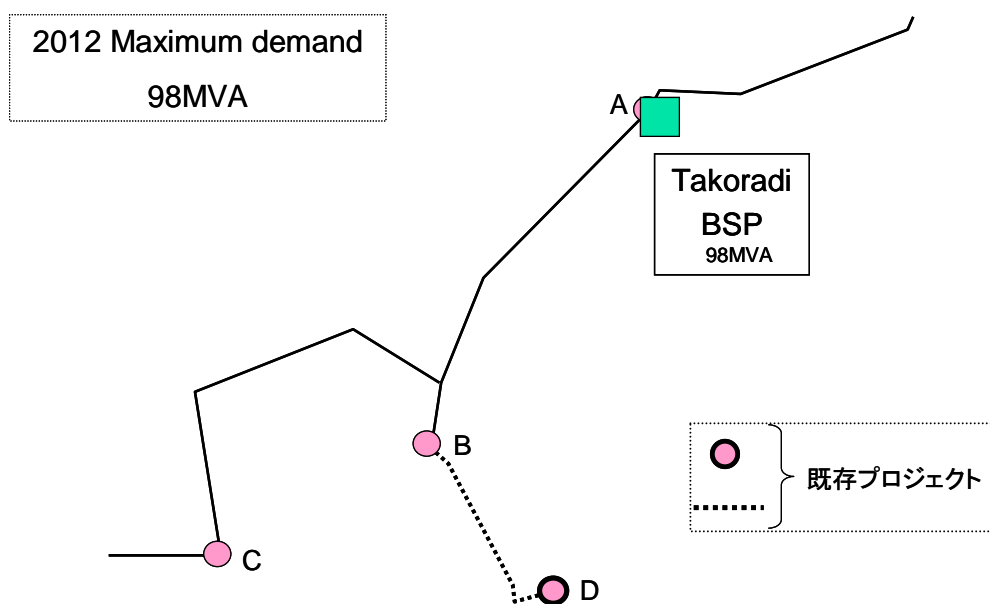 2012 Maximum demand
98MVA
A
Takoradi
BSP
98MVA
B
既存プロジェクト
C
D